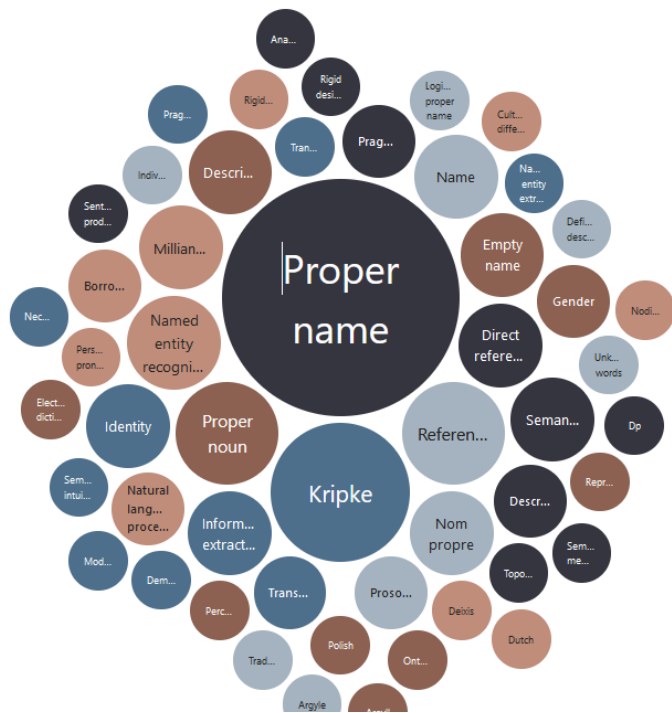 Ana...
Rigid
desi...
Logi...
proper
name
Rigid...
Cult...
diffe...
Prag...
Tran...
Prag...
Descri...
Name
Indiv...
Na...
entity
extr...
Sent...
prod...
Defi...
desc...
Millian...
Empty
name
Proper
name
Borro...
Gender
Nodi...
Nec...
Named
entity
recogni...
Direct
refere...
Pers...
pron...
Unk...
words
Elect...
dicti...
Identity
Proper
noun
Referen...
Seman...
Dp
Sem...
intui...
Natural
lang...
proce...
Kripke
Descr...
Repr...
Inform...
extract...
Nom
propre
Mod...
Dem...
Sem...
me...
Topo...
Trans...
Proso...
Perc...
Deixis
Dutch
Polish
Trad...
Ont...
Argyle